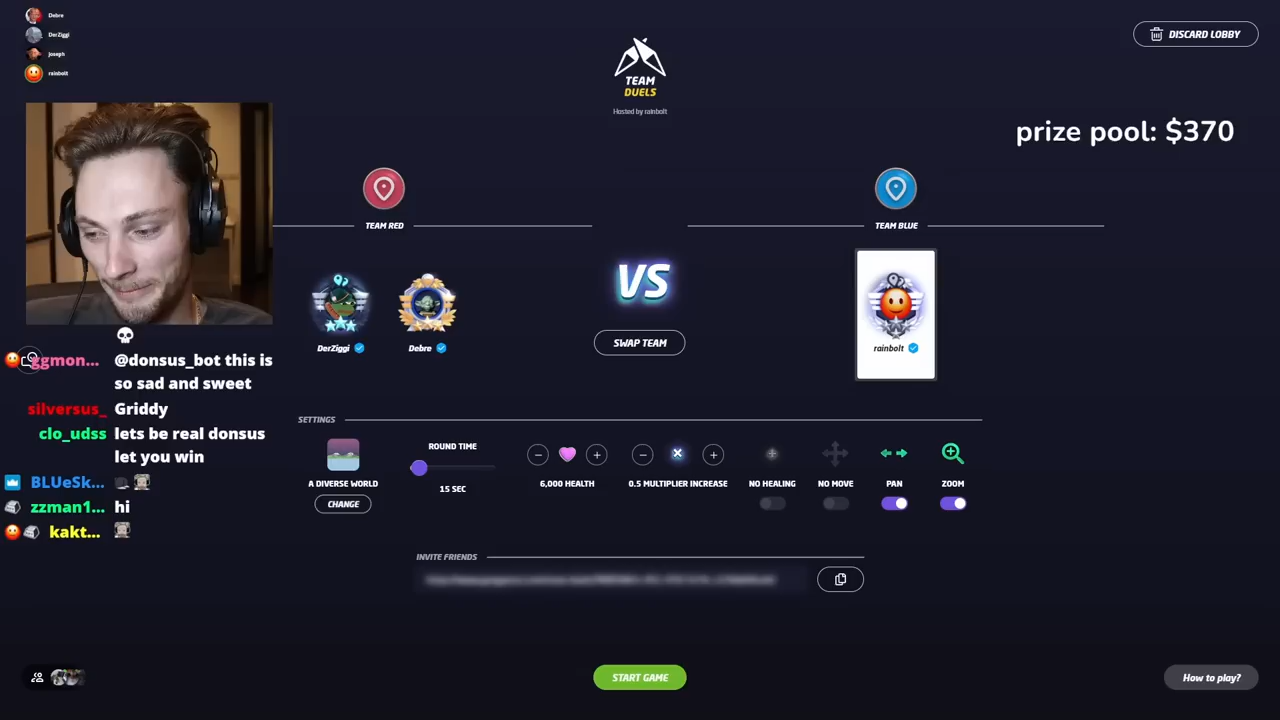 Debre
DerZiggi
joseph
rainbolt
DISCARD LOBBY
TEAM
DUELS
Hosted by rainbolt
prize pool: $370
TEAM RED
TEAM BLUE
VS
DerZiggi
Debre
SWAP TEAM
rainbolt
ggmon... @donsus_bot this is
so sad and sweet
silversus_ Griddy
clo_udss lets be real donsus
let you win
BLUeSk...
zzman1... hi
kakt...
SETTINGS
A DIVERSE WORLD
CHANGE
ROUND TIME
15 SEC
6,000 HEALTH
0.5 MULTIPLIER INCREASE
NO HEALING
NO MOVE
PAN
ZOOM
INVITE FRIENDS
START GAME
How to play?